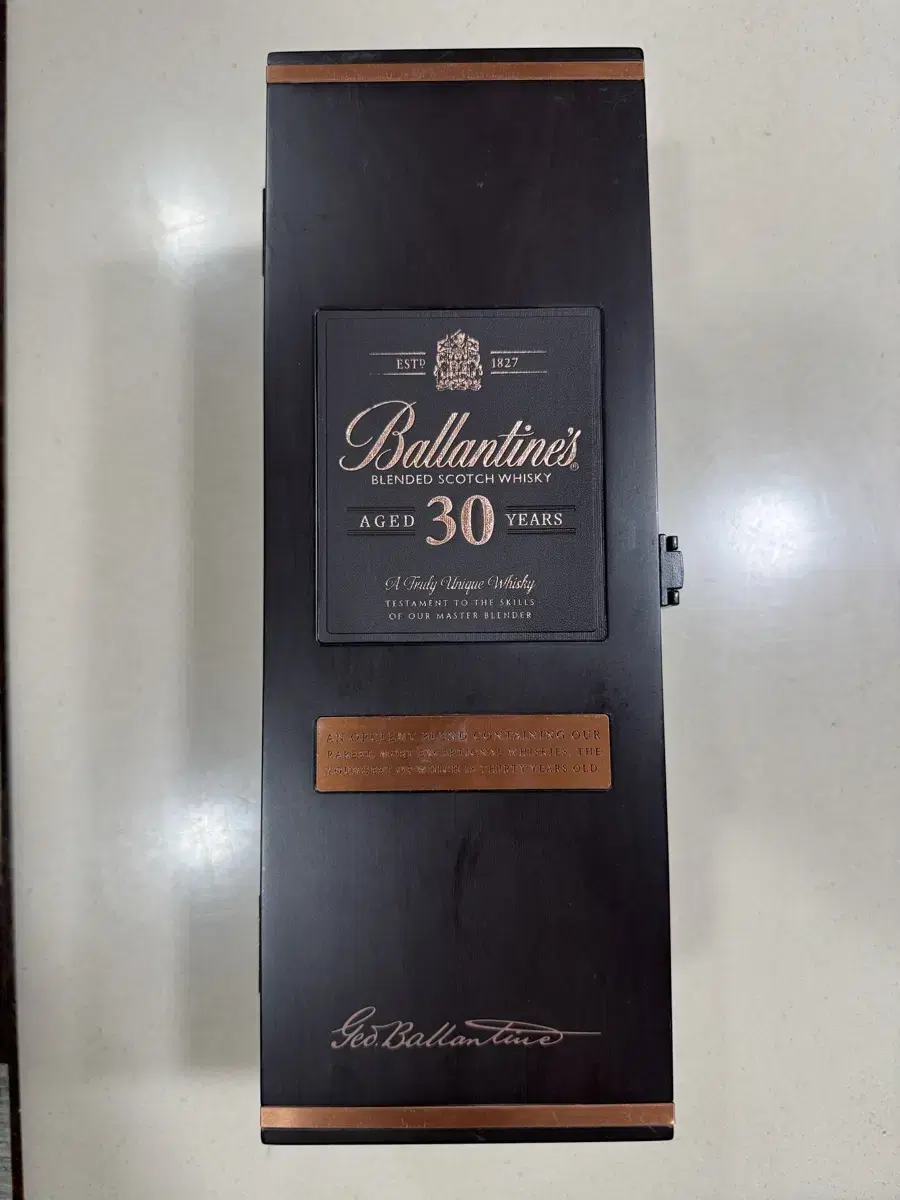 ESTD 1827
Ballantine's®
BLENDED SCOTCH WHISKY
AGED 30 YEARS
A Truly Unique Whisky
TESTAMENT TO THE SKILLS
OF OUR MASTER BLENDER
AN OPULENT BLEND CONTAINING OUR
RAREST, MOST EXCEPTIONAL WHISKIES, THE
YOUNGEST OF WHICH IS THIRTY YEARS OLD.
Geo. Ballantine